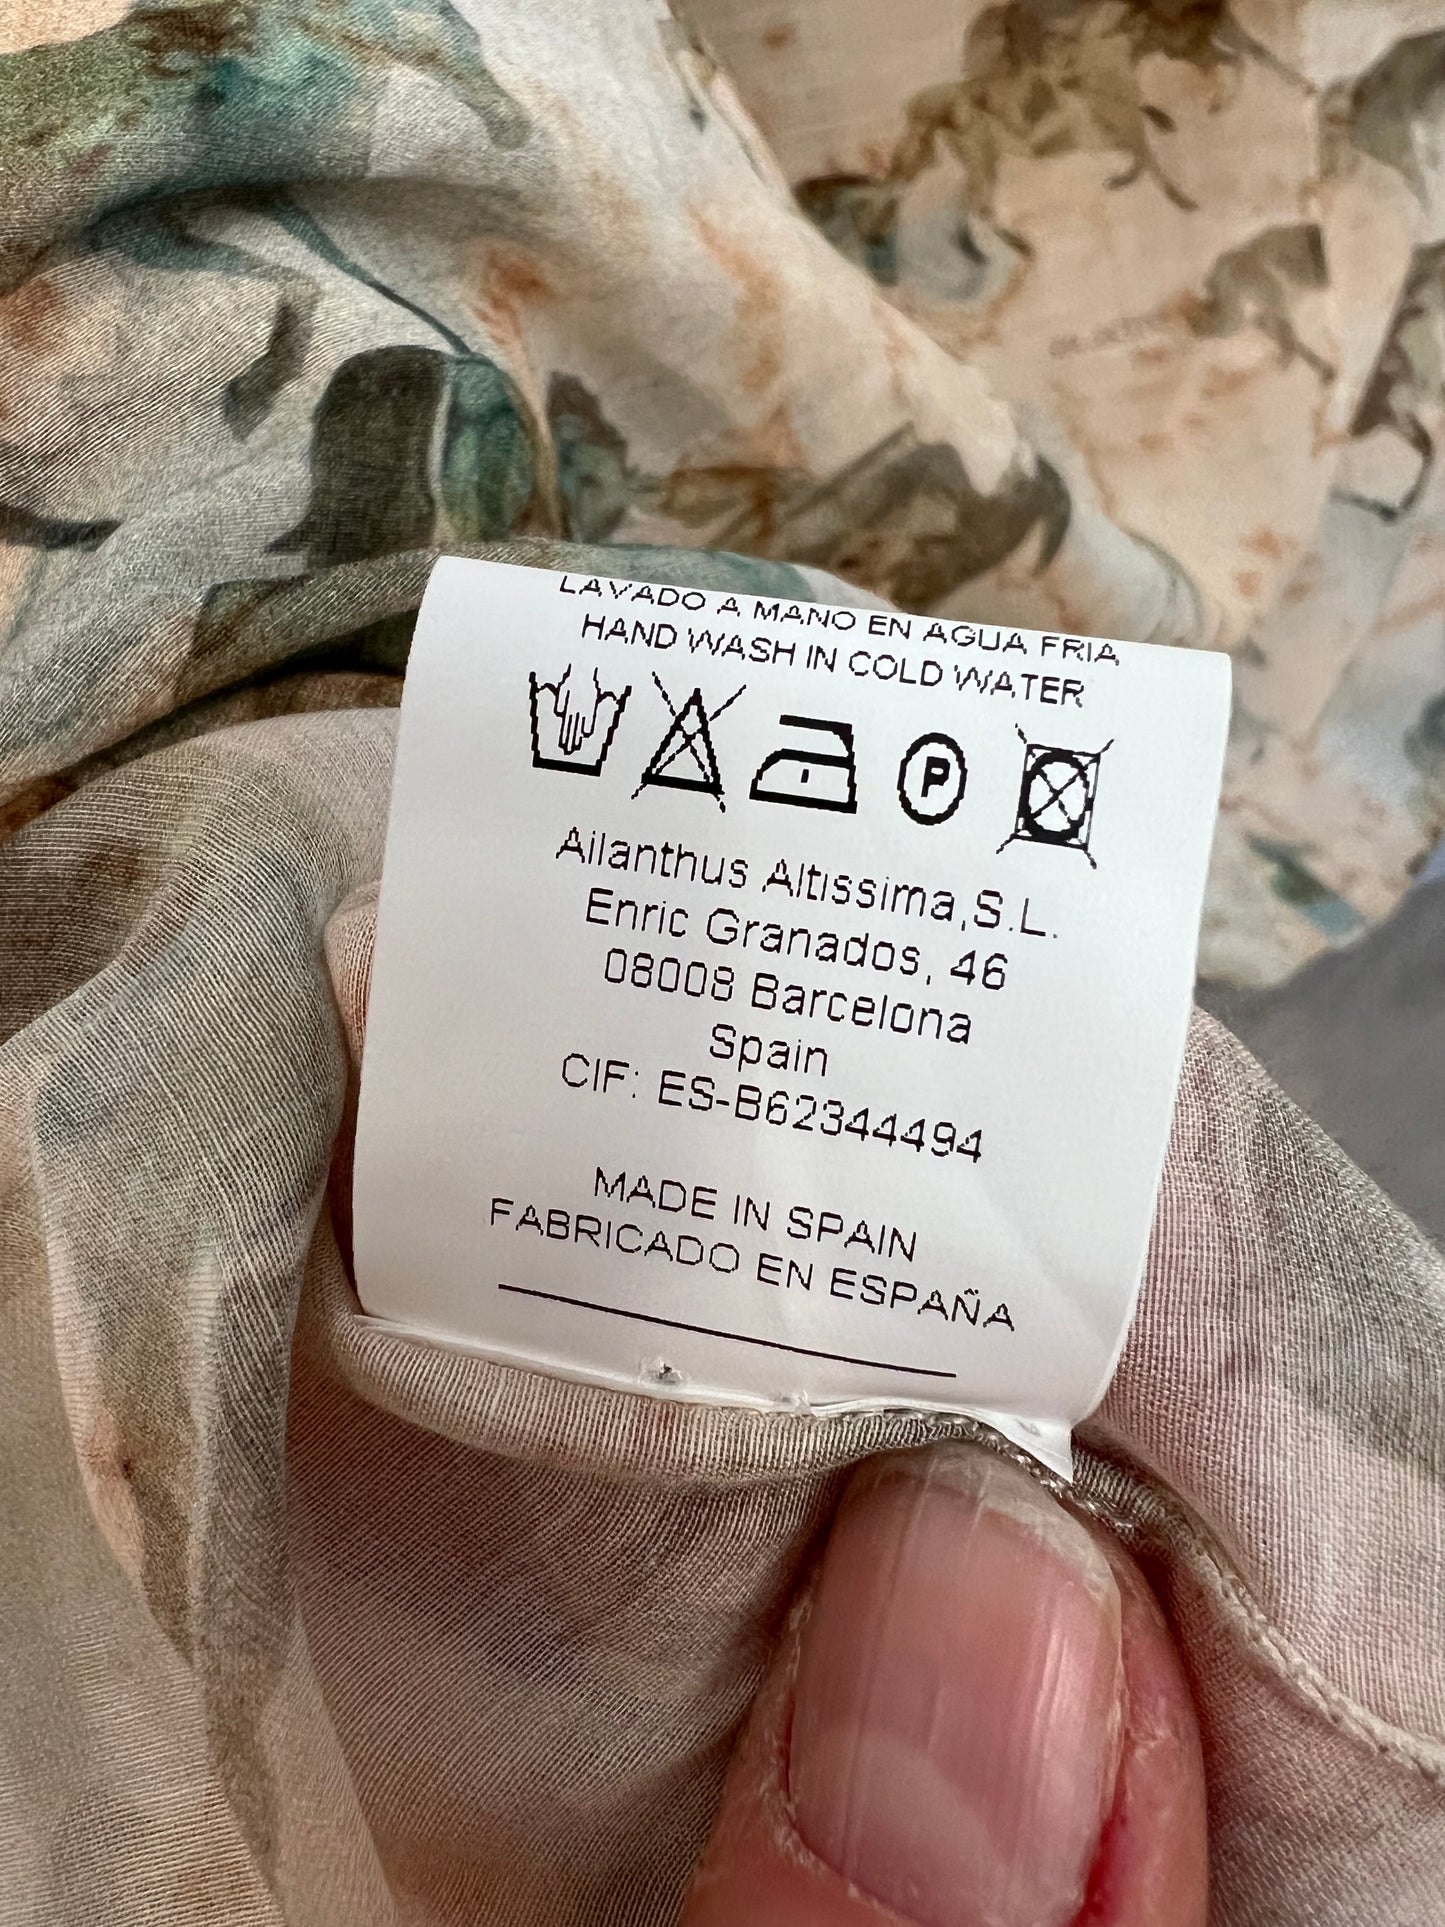 LAVADO A MANO EN AGUA FRIA
HAND WASH IN COLD WATER
P
Ailanthus Altissima,S.L.
Enric Granados, 46
08008 Barcelona
Spain
CIF: ES-B62344494
MADE IN SPAIN
FABRICADO EN ESPAÑA